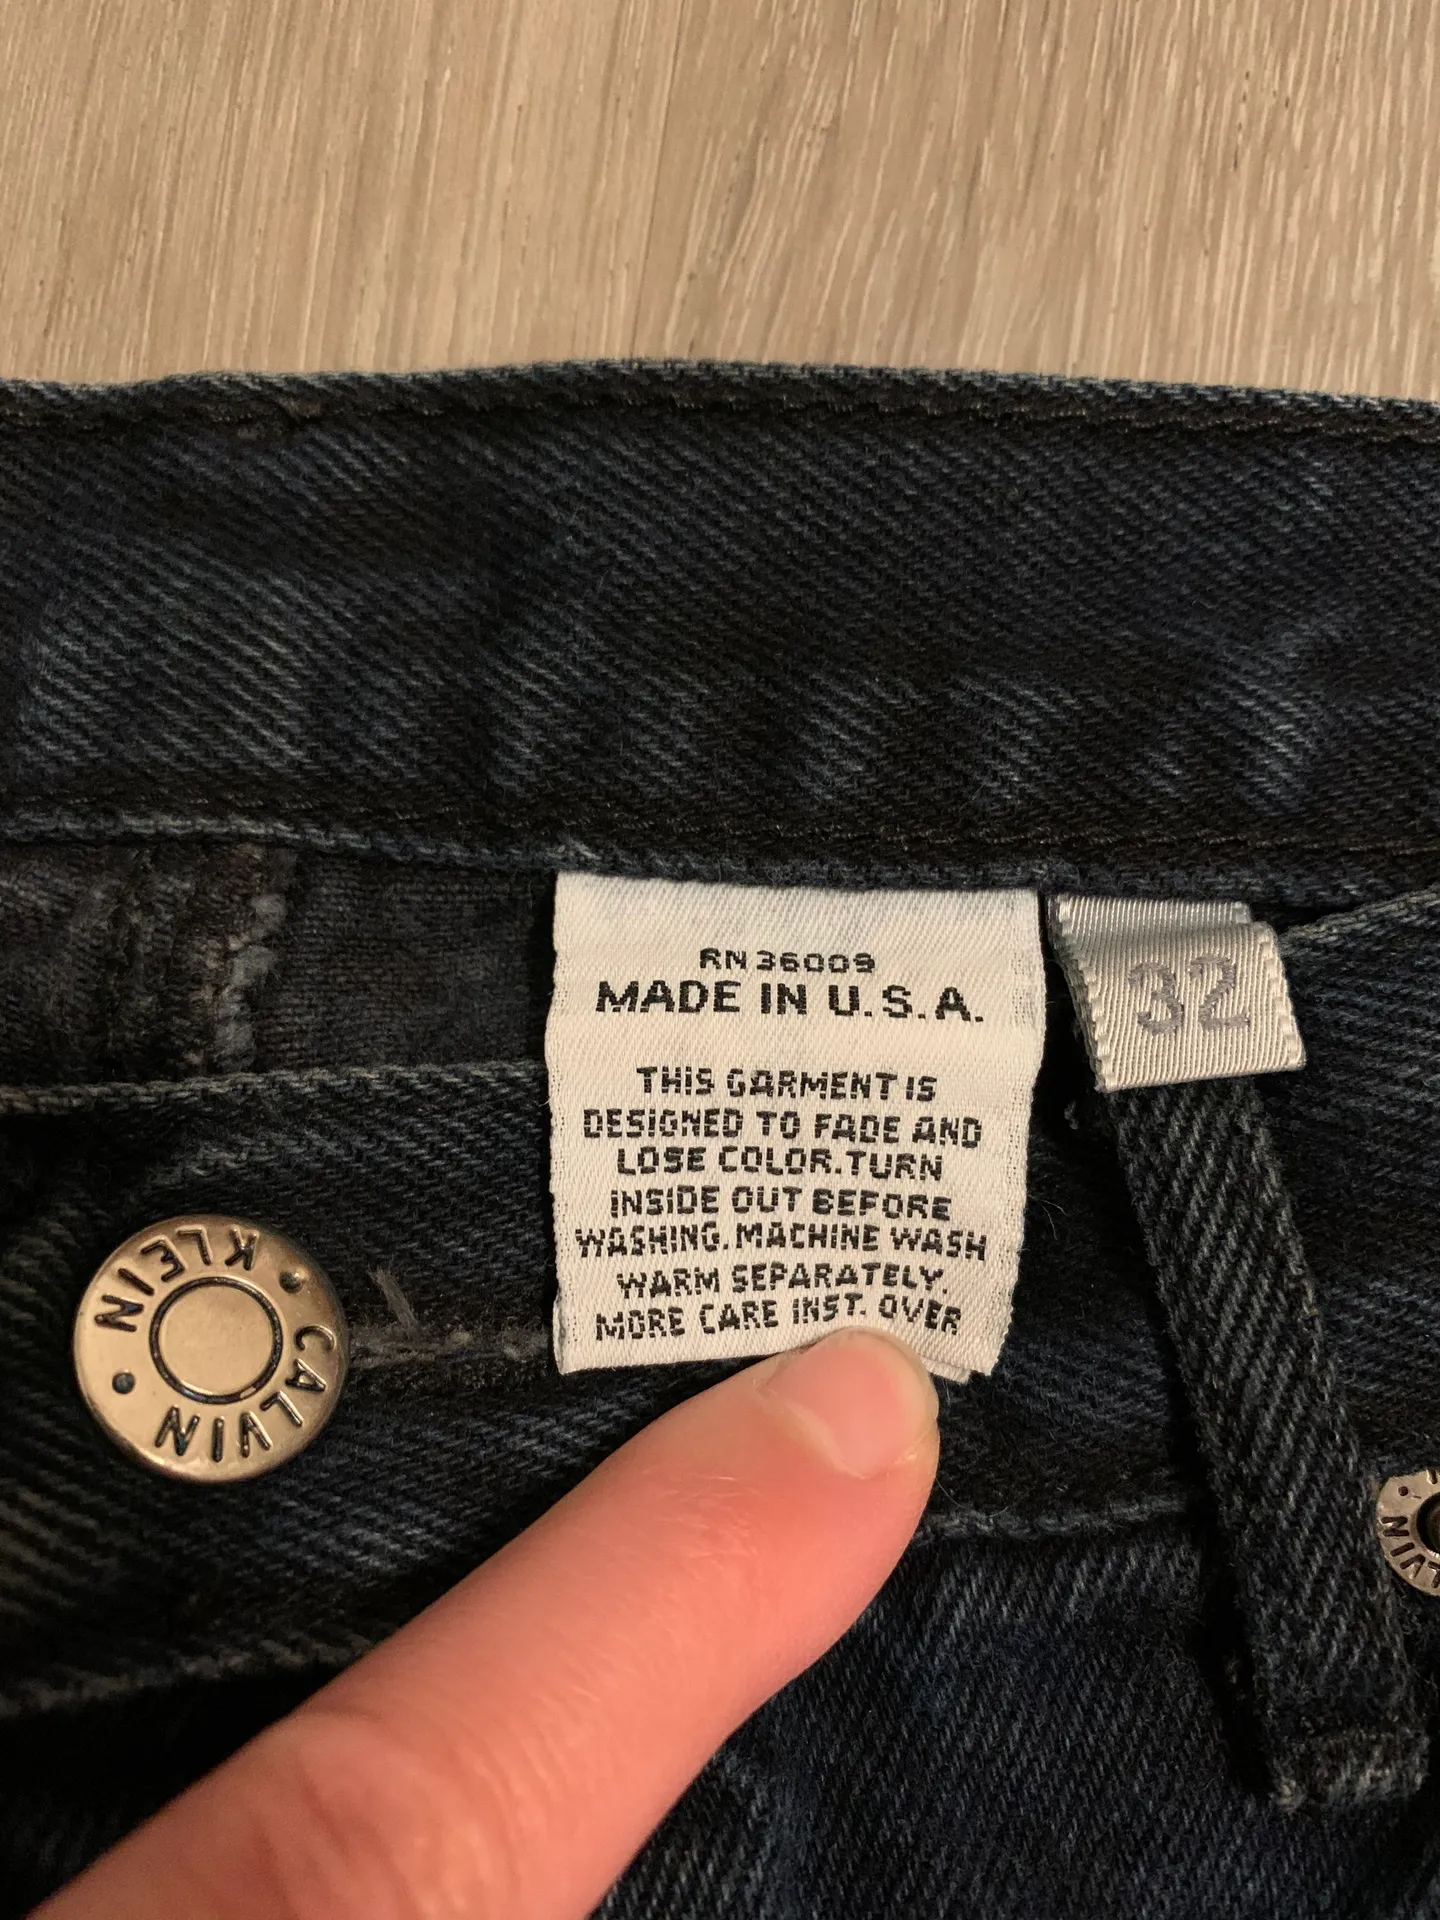 RN 36009
MADE IN U.S.A.
THIS GARMENT IS
DESIGNED TO FADE AND
LOSE COLOR. TURN
INSIDE OUT BEFORE
WASHING. MACHINE WASH
WARM SEPARATELY.
MORE CARE INST. OVER
32
CALVIN • KLEIN •